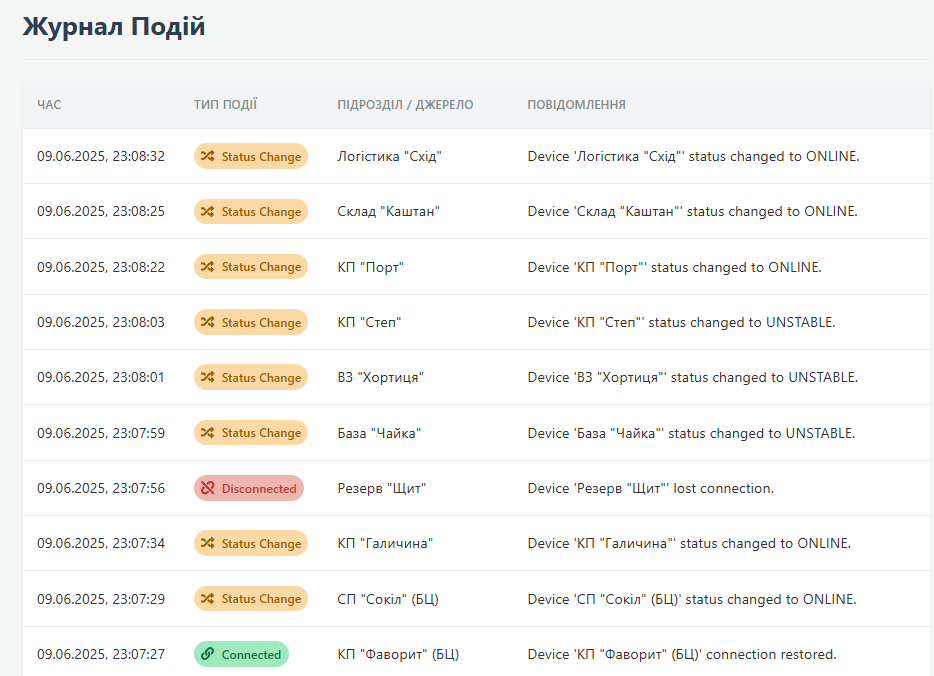 Журнал Подій
ЧАС ТИП ПОДІЇ ПІДРОЗДІЛ / ДЖЕРЕЛО ПОВІДОМЛЕННЯ
09.06.2025, 23:08:32 Status Change Логістика "Схід" Device 'Логістика "Схід"' status changed to ONLINE.
09.06.2025, 23:08:25 Status Change Склад "Каштан" Device 'Склад "Каштан"' status changed to ONLINE.
09.06.2025, 23:08:22 Status Change КП "Порт" Device 'КП "Порт"' status changed to ONLINE.
09.06.2025, 23:08:03 Status Change КП "Степ" Device 'КП "Степ"' status changed to UNSTABLE.
09.06.2025, 23:08:01 Status Change ВЗ "Хортиця" Device 'ВЗ "Хортиця"' status changed to UNSTABLE.
09.06.2025, 23:07:59 Status Change База "Чайка" Device 'База "Чайка"' status changed to UNSTABLE.
09.06.2025, 23:07:56 Disconnected Резерв "Щит" Device 'Резерв "Щит"' lost connection.
09.06.2025, 23:07:34 Status Change КП "Галичина" Device 'КП "Галичина"' status changed to ONLINE.
09.06.2025, 23:07:29 Status Change СП "Сокіл" (БЦ) Device 'СП "Сокіл" (БЦ)' status changed to ONLINE.
09.06.2025, 23:07:27 Connected КП "Фаворит" (БЦ) Device 'КП "Фаворит" (БЦ)' connection restored.